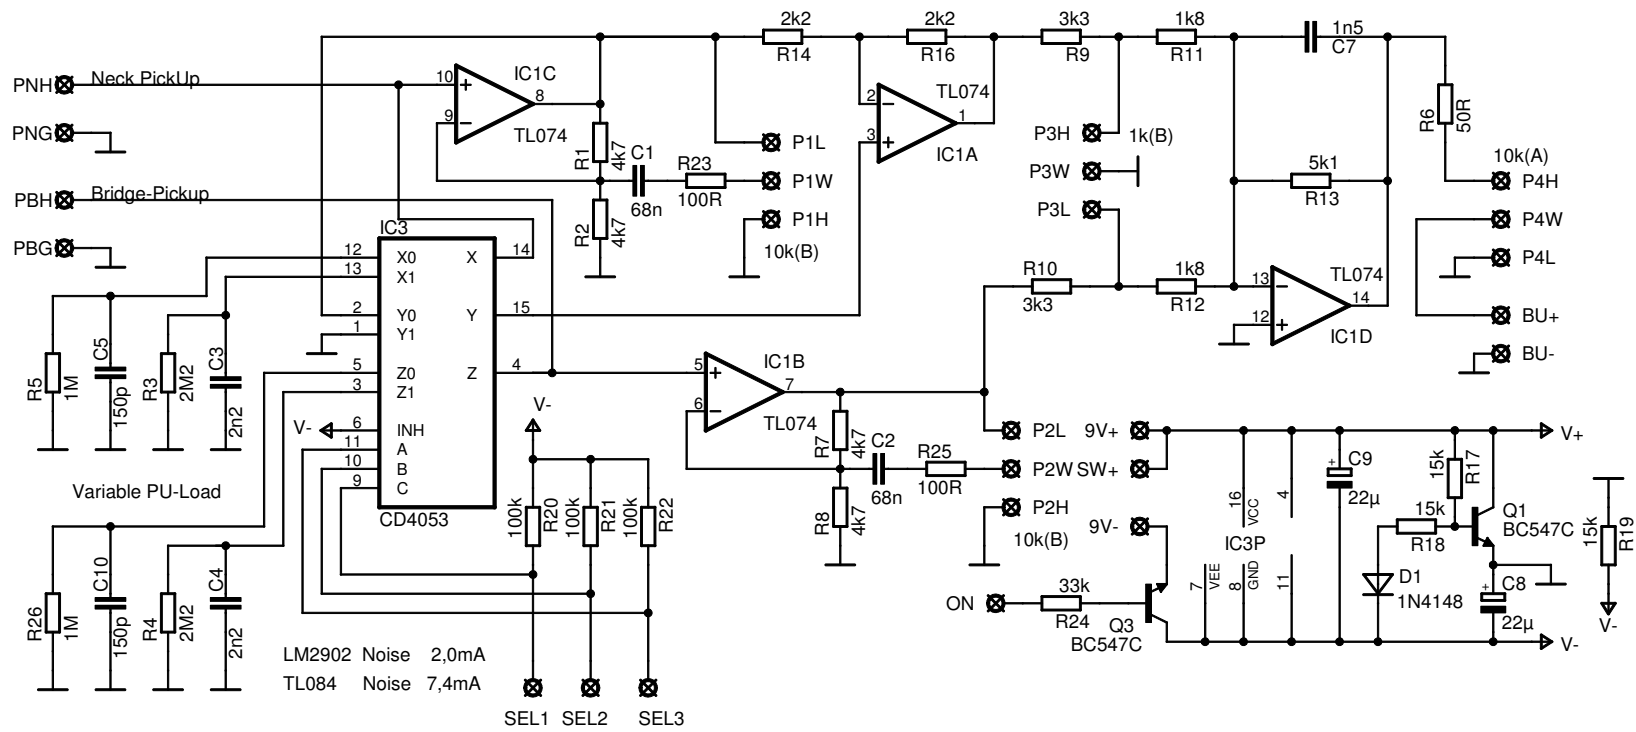 2k2
R14
2k2
R16
3k3
R9
1k8
R11
1n5
C7
PNH Neck PickUp
10
9
8
IC1C
TL074
2
3
1
TL074
IC1A
R6
50R
PNG
R1
4k7
C1
68n
R23
100R
P1L
P1W
P1H
10k(B)
P3H
1k(B)
P3W
P3L
5k1
R13
10k(A)
P4H
P4W
P4L
PBH Bridge-Pickup
R2
4k7
PBG
IC3
12 X0 X 14
13 X1
2 Y0 Y 15
1 Y1
5 Z0 Z 4
3 Z1
V- 6 INH
11 A
10 B
9 C
CD4053
R10
3k3
1k8
R12
13
12
14
TL074
IC1D
BU+
BU-
R5
1M
C5
150p
R3
2M2
C3
2n2
5
6
7
IC1B
TL074
V-
R7
4k7
C2
68n
R25
100R
P2L
P2W
P2H
10k(B)
R8
4k7
9V+
SW+
9V-
V+
Variable PU-Load
100k
R20
100k
R21
100k
R22
16
VCC
4
IC3P
7
VEE
8
GND
11
+
C9
22µ
15k
R17
15k
R18
Q1
BC547C
15k
R19
V-
D1
1N4148
+
C8
22µ
V-
ON
33k
R24
Q3
BC547C
R26
1M
C10
150p
R4
2M2
C4
2n2
LM2902 Noise 2,0mA
TL084 Noise 7,4mA
SEL1 SEL2 SEL3